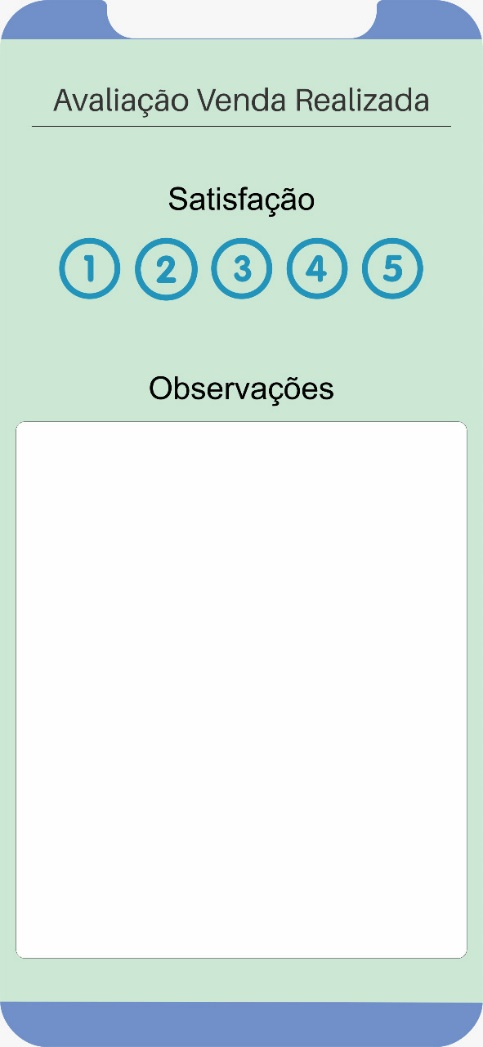 Avaliação Venda Realizada
Satisfação
1 2 3 4 5
Observações